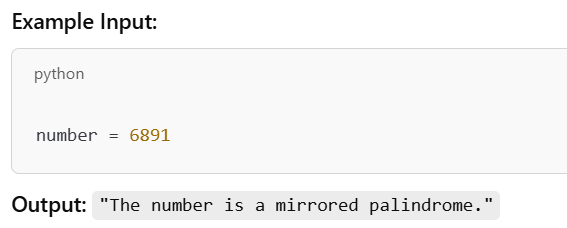 Example Input:
python
number = 6891
Output: "The number is a mirrored palindrome."